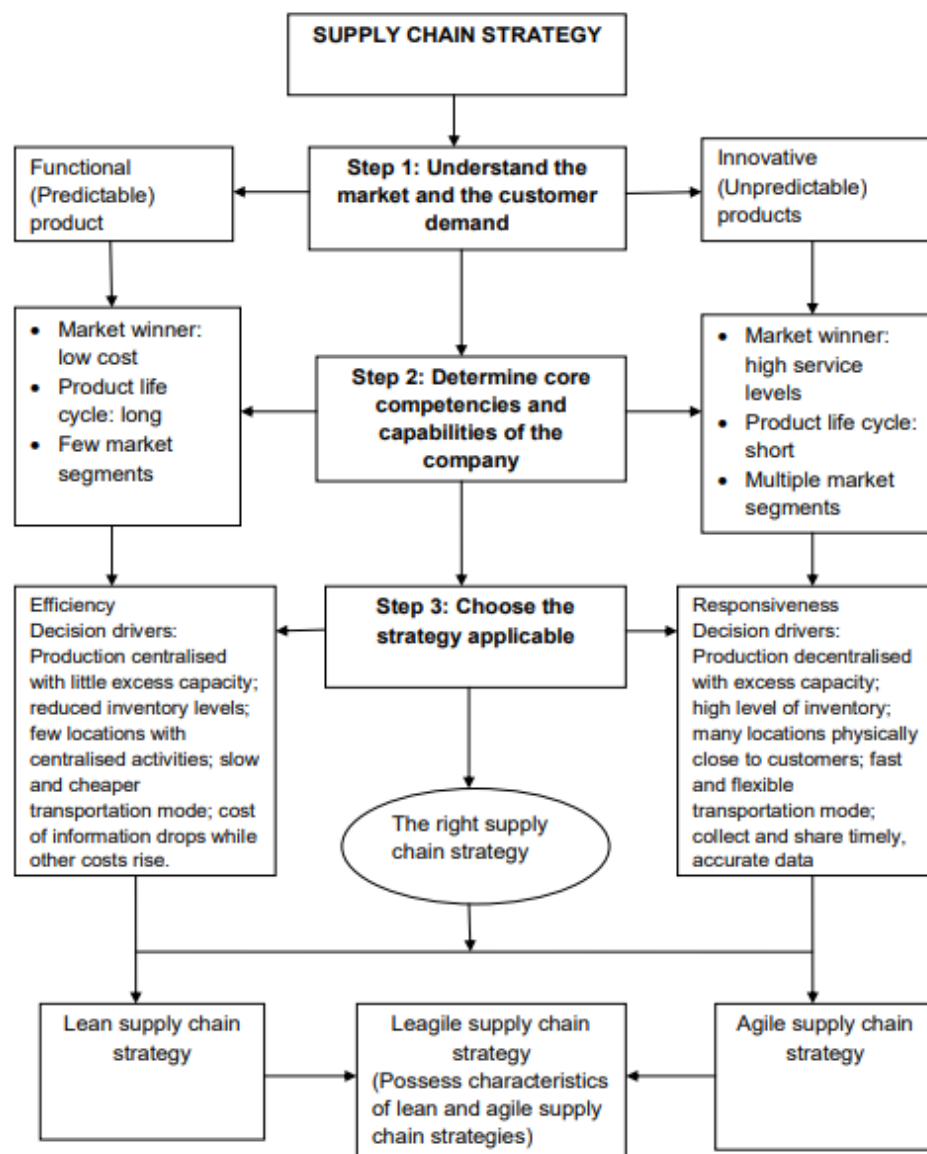 SUPPLY CHAIN STRATEGY
Functional
(Predictable)
product
Step 1: Understand the
market and the customer
demand
Innovative
(Unpredictable)
products
• Market winner:
low cost
• Product life
cycle: long
• Few market
segments
Step 2: Determine core
competencies and
capabilities of the
company
• Market winner:
high service
levels
• Product life cycle:
short
• Multiple market
segments
Efficiency
Decision drivers:
Production centralised
with little excess capacity;
reduced inventory levels;
few locations with
centralised activities; slow
and cheaper
transportation mode; cost
of information drops while
other costs rise.
Step 3: Choose the
strategy applicable
Responsiveness
Decision drivers:
Production decentralised
with excess capacity;
high level of inventory;
many locations physically
close to customers; fast
and flexible
transportation mode;
collect and share timely,
accurate data
The right supply
chain strategy
Lean supply chain
strategy
Leagile supply chain
strategy
(Possess characteristics
of lean and agile supply
chain strategies)
Agile supply chain
strategy